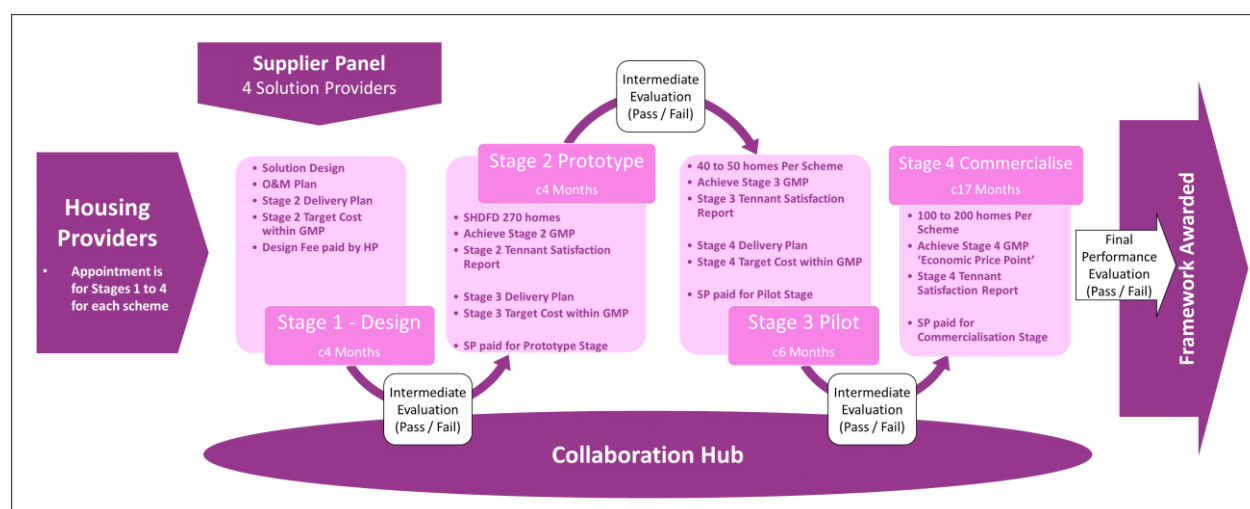 Supplier Panel
4 Solution Providers
Housing
Providers
• Appointment is
for Stages 1 to 4
for each scheme
• Solution Design
• O&M Plan
• Stage 2 Delivery Plan
• Stage 2 Target Cost
within GMP
• Design Fee paid by HP
Stage 1 - Design
c4 Months
Intermediate
Evaluation
(Pass / Fail)
Stage 2 Prototype
c4 Months
• SHDFD 270 homes
• Achieve Stage 2 GMP
• Stage 2 Tennant Satisfaction
Report
• Stage 3 Delivery Plan
• Stage 3 Target Cost within GMP
• SP paid for Prototype Stage
Intermediate
Evaluation
(Pass / Fail)
• 40 to 50 homes Per Scheme
• Achieve Stage 3 GMP
• Stage 3 Tennant Satisfaction
Report
• Stage 4 Delivery Plan
• Stage 4 Target Cost within GMP
• SP paid for Pilot Stage
Stage 3 Pilot
c6 Months
Intermediate
Evaluation
(Pass / Fail)
Stage 4 Commercialise
c17 Months
• 100 to 200 homes Per
Scheme
• Achieve Stage 4 GMP
‘Economic Price Point’
• Stage 4 Tennant
Satisfaction Report
• SP paid for
Commercialisation Stage
Final
Performance
Evaluation
(Pass / Fail)
Framework Awarded
Collaboration Hub